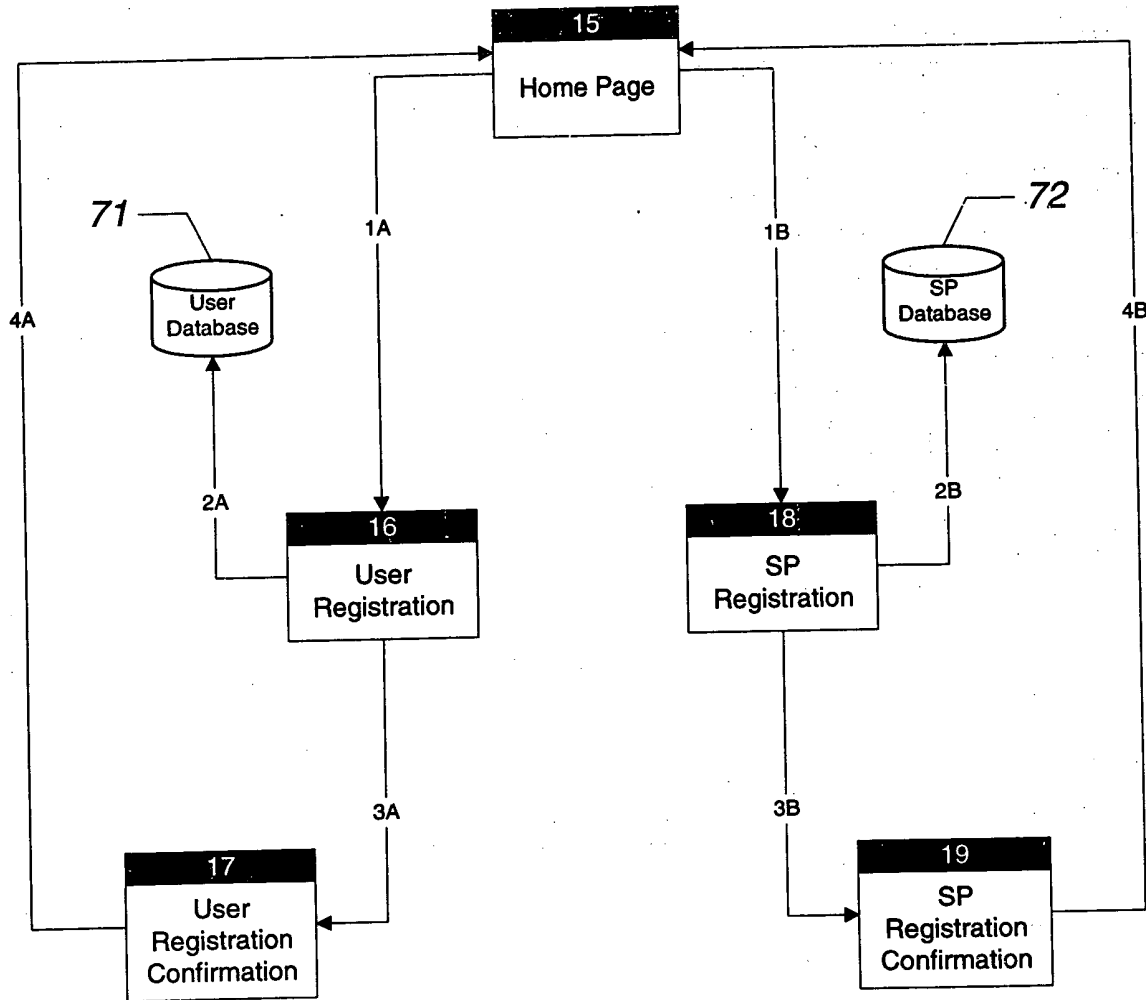 15
Home Page
71
72
1A
1B
User
Database
SP
Database
4A
4B
2A
2B
16
User
Registration
18
SP
Registration
3A
3B
17
User
Registration
Confirmation
19
SP
Registration
Confirmation